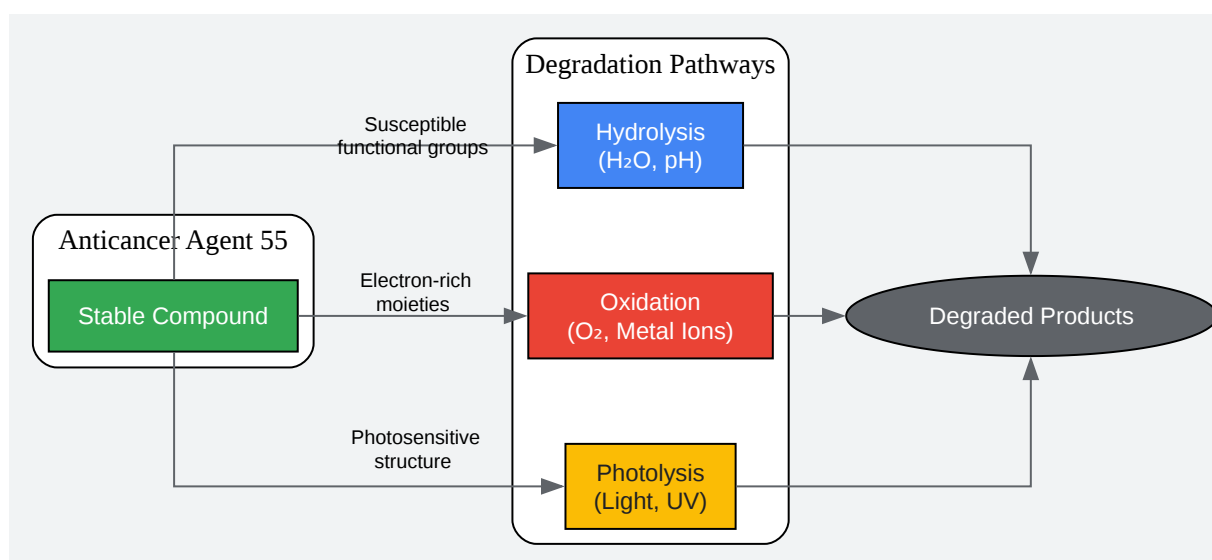 Degradation Pathways
Susceptible
functional groups
Hydrolysis
(H₂O, pH)
Anticancer Agent 55
Stable Compound
Electron-rich
moieties
Oxidation
(O₂, Metal Ions)
Degraded Products
Photosensitive
structure
Photolysis
(Light, UV)